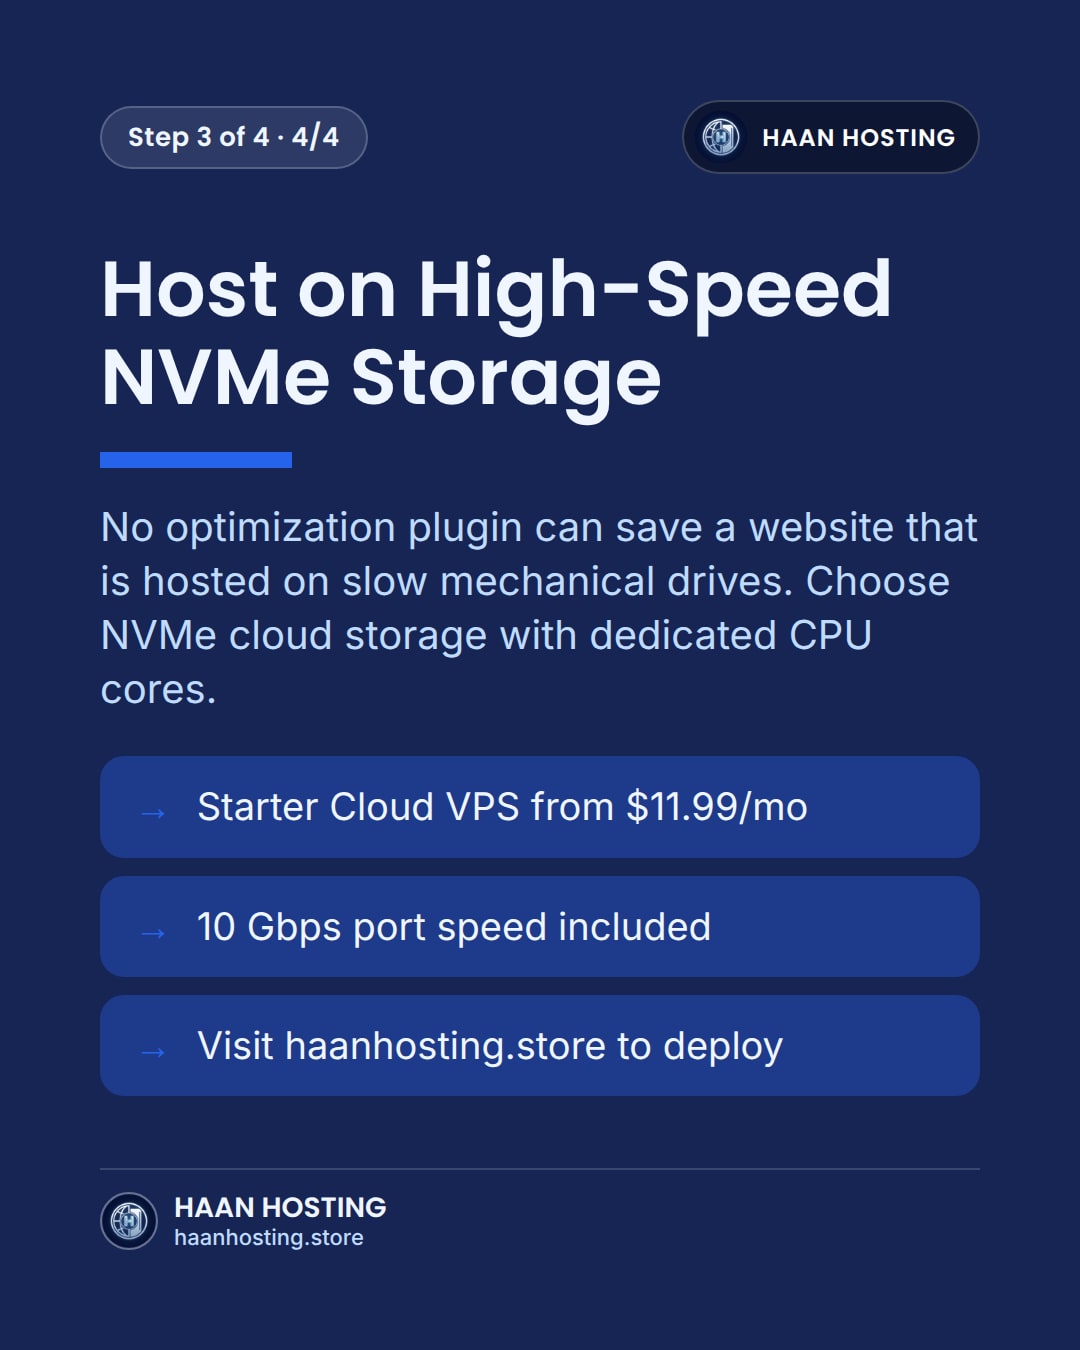 Step 3 of 4 · 4/4
HAAN HOSTING
Host on High-Speed
NVMe Storage
No optimization plugin can save a website that
is hosted on slow mechanical drives. Choose
NVMe cloud storage with dedicated CPU
cores.
→ Starter Cloud VPS from $11.99/mo
→ 10 Gbps port speed included
→ Visit haanhosting.store to deploy
HAAN HOSTING
haanhosting.store